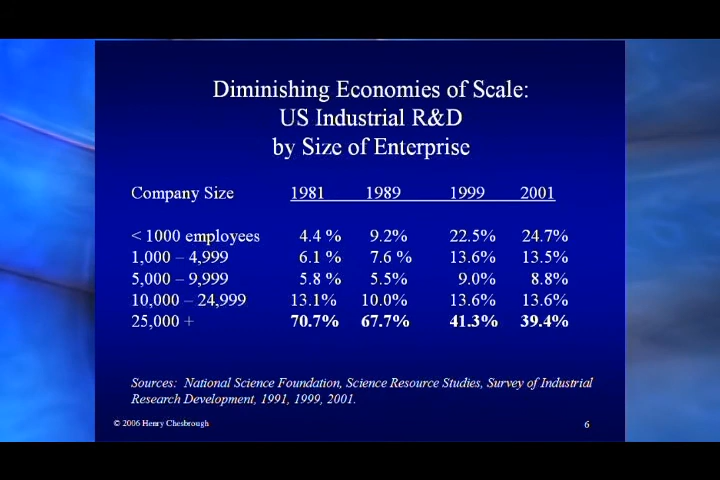 Diminishing Economies of Scale:
US Industrial R&D
by Size of Enterprise
Company Size 1981 1989 1999 2001
< 1000 employees 4.4 % 9.2% 22.5% 24.7%
1,000 – 4,999 6.1 % 7.6 % 13.6% 13.5%
5,000 – 9,999 5.8 % 5.5% 9.0% 8.8%
10,000 – 24,999 13.1% 10.0% 13.6% 13.6%
25,000 + 70.7% 67.7% 41.3% 39.4%
Sources: National Science Foundation, Science Resource Studies, Survey of Industrial
Research Development, 1991, 1999, 2001.
© 2006 Henry Chesbrough 6